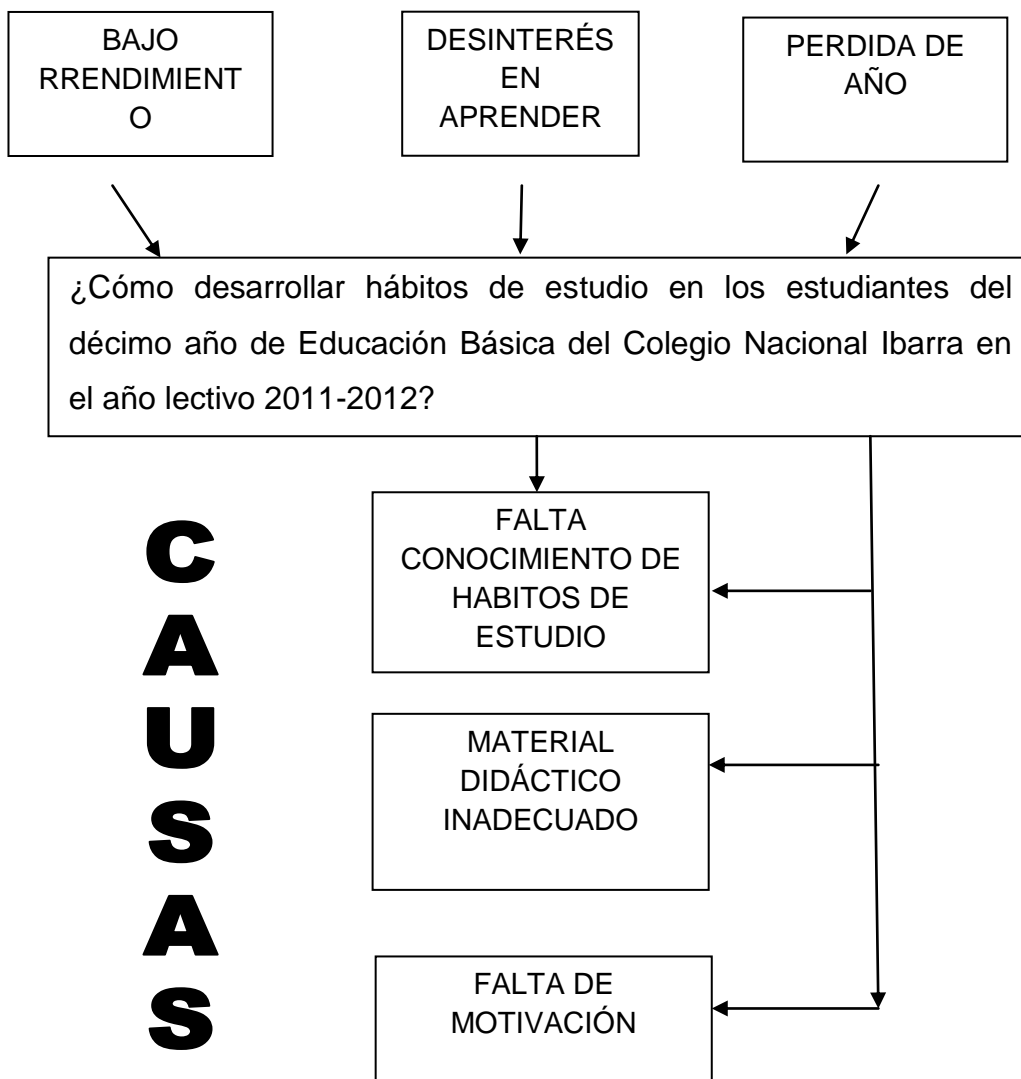 BAJO
RRENDIMIENT
O
DESINTERÉS
EN
APRENDER
PERDIDA DE
AÑO
¿Cómo desarrollar hábitos de estudio en los estudiantes del
décimo año de Educación Básica del Colegio Nacional Ibarra en
el año lectivo 2011-2012?
CAUSAS
FALTA
CONOCIMIENTO DE
HABITOS DE
ESTUDIO
MATERIAL
DIDÁCTICO
INADECUADO
FALTA DE
MOTIVACIÓN